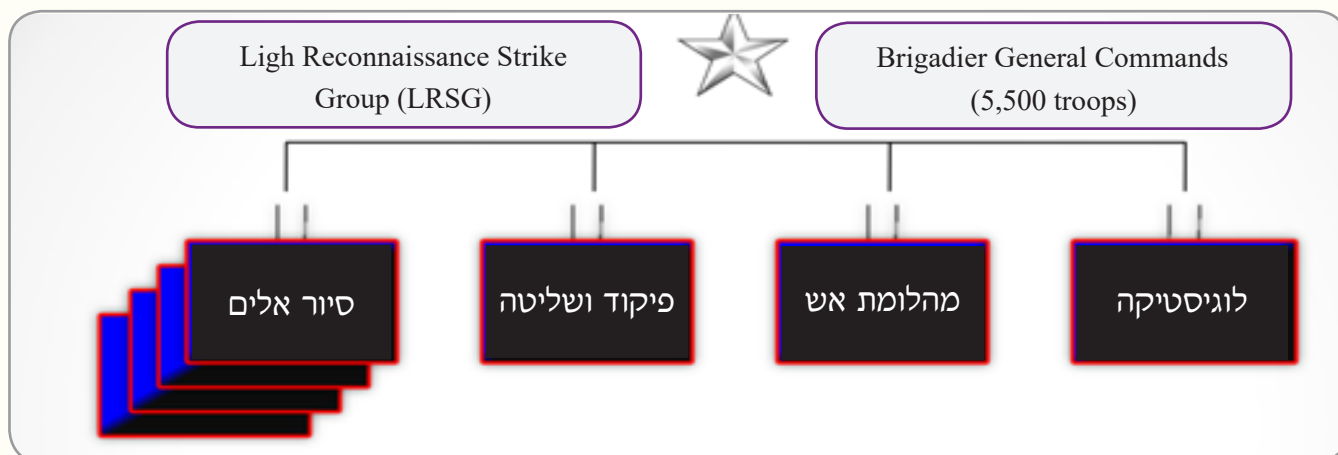 Ligh Reconnaissance Strike
Group (LRSG)
Brigadier General Commands
(5,500 troops)
סיור אלים
פיקוד ושליטה
מהלומת אש
לוגיסטיקה